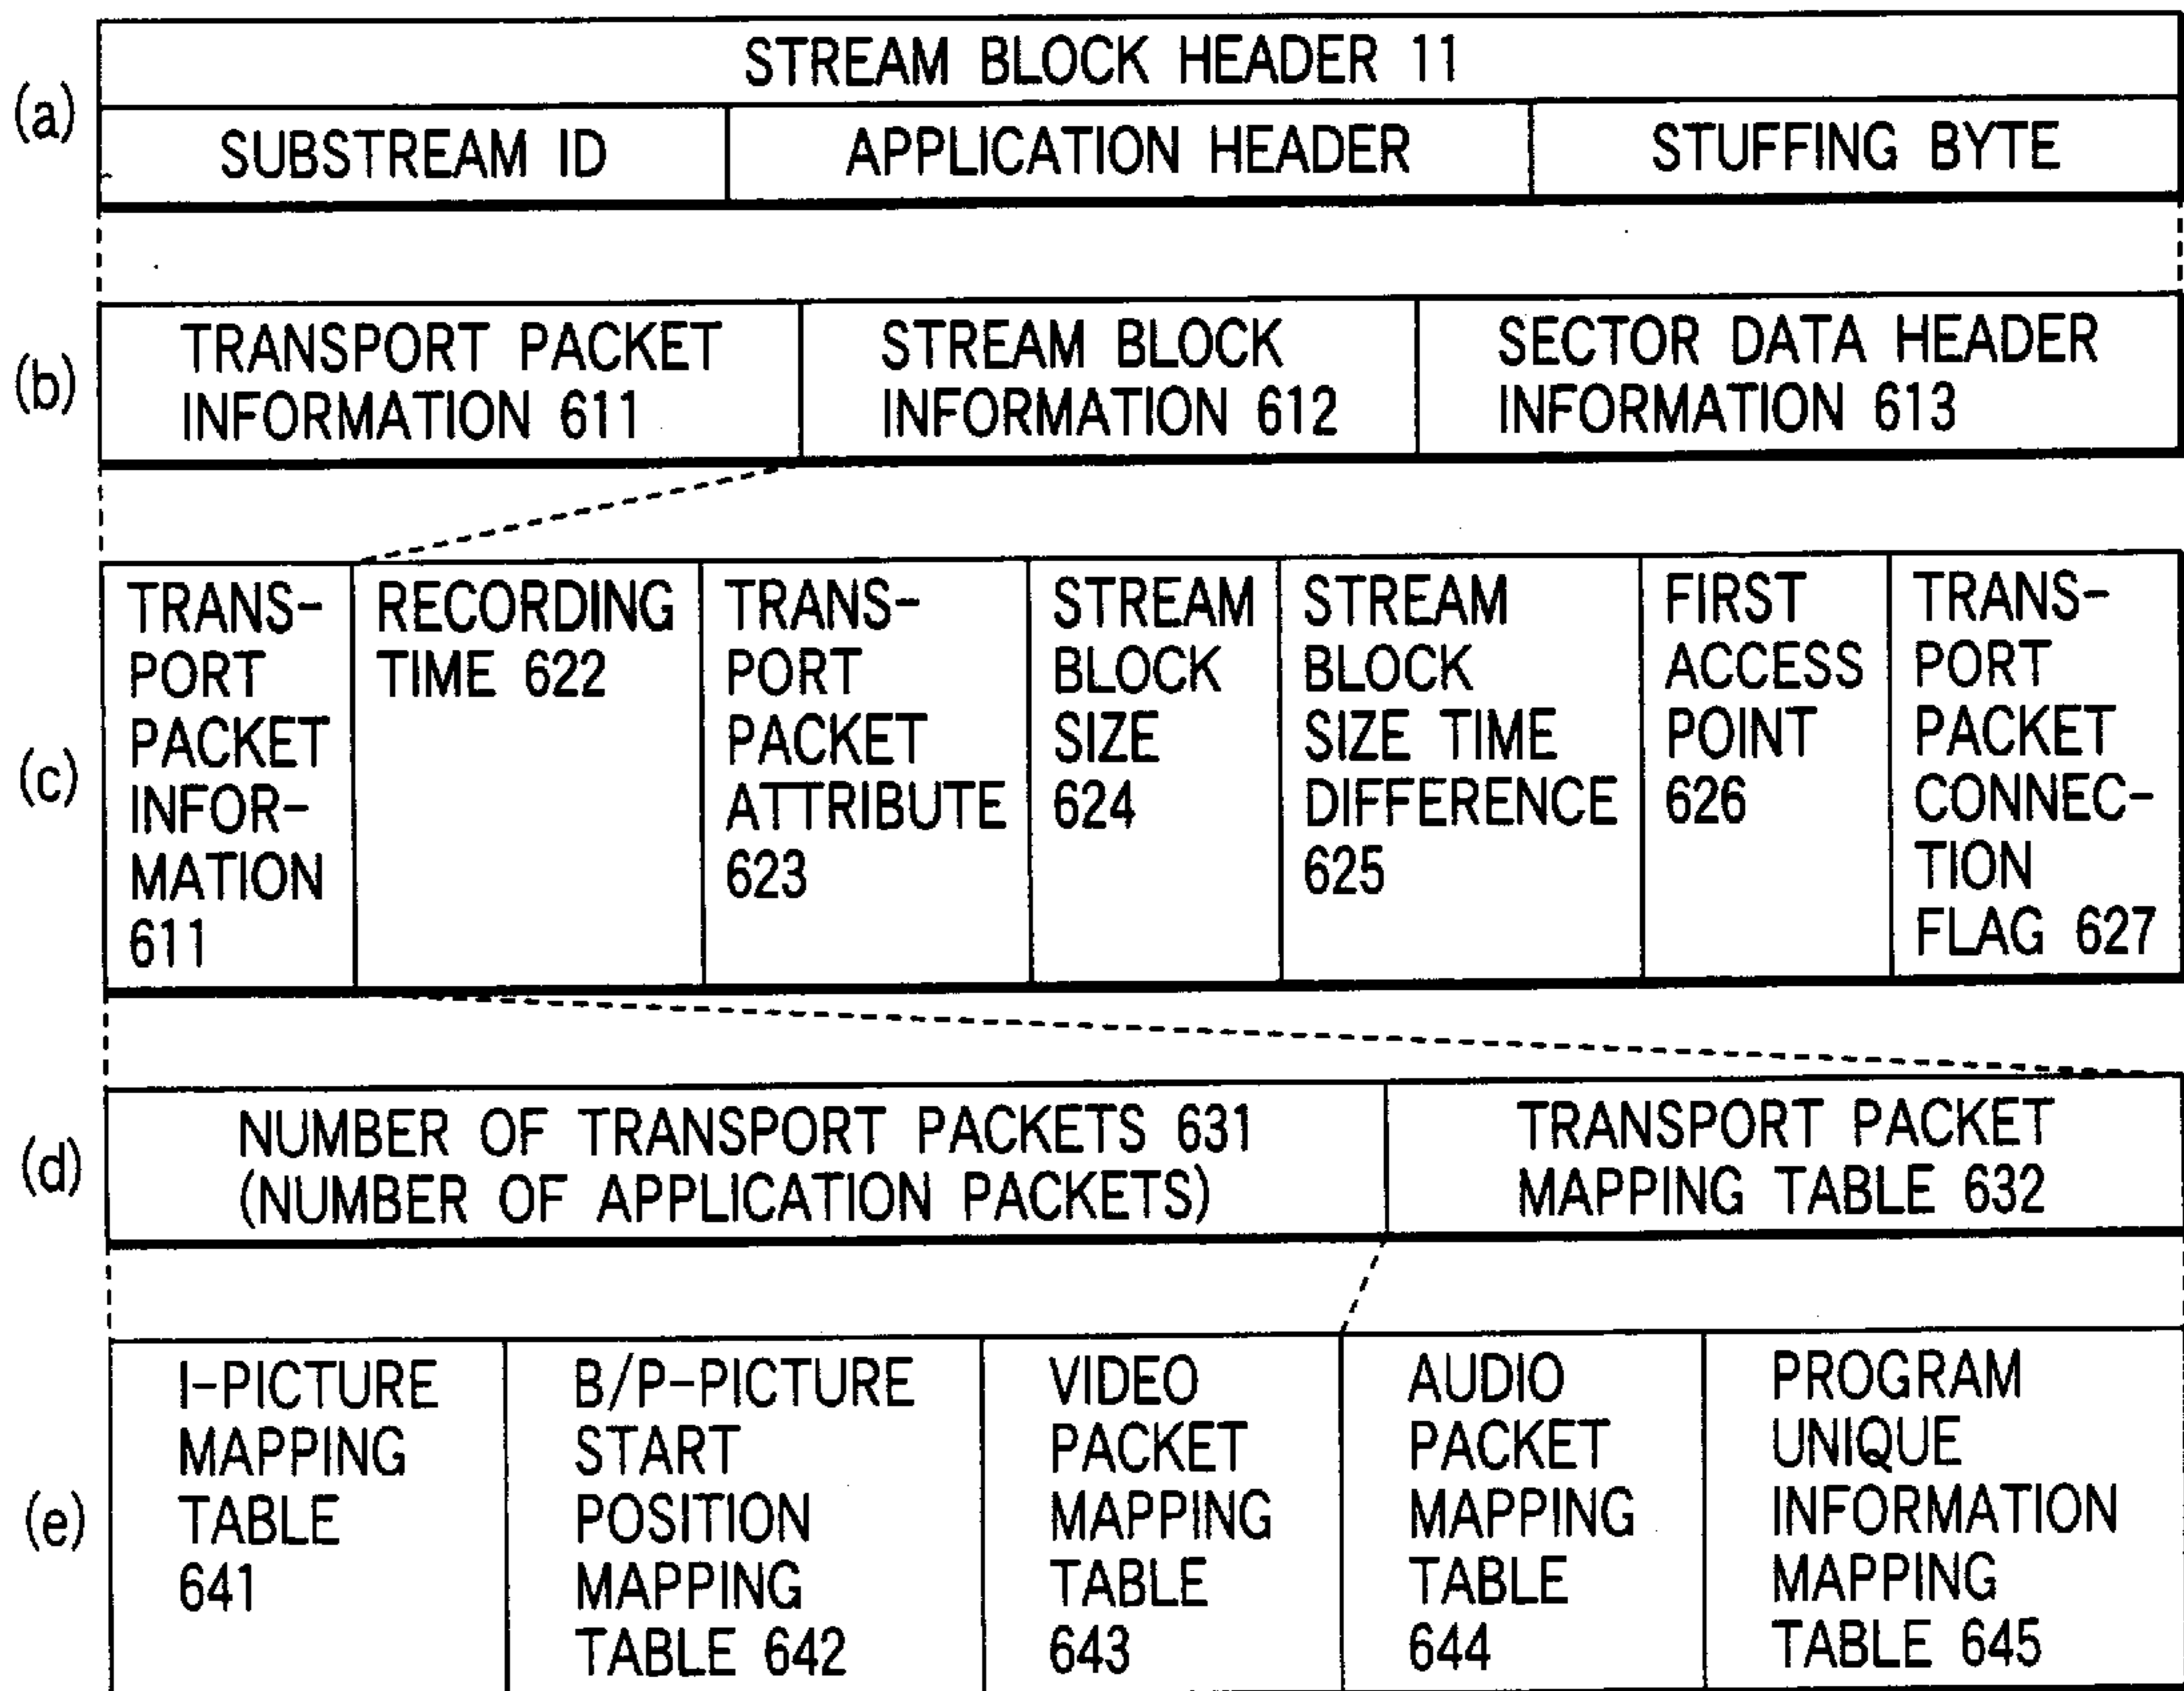 (a)
STREAM BLOCK HEADER 11
SUBSTREAM ID
APPLICATION HEADER
STUFFING BYTE
(b)
TRANSPORT PACKET
INFORMATION 611
STREAM BLOCK
INFORMATION 612
SECTOR DATA HEADER
INFORMATION 613
(c)
TRANS-
PORT
PACKET
INFOR-
MATION
611
RECORDING
TIME 622
TRANS-
PORT
PACKET
ATTRIBUTE
623
STREAM
BLOCK
SIZE
624
STREAM
BLOCK
SIZE TIME
DIFFERENCE
625
FIRST
ACCESS
POINT
626
TRANS-
PORT
PACKET
CONNEC-
TION
FLAG 627
(d)
NUMBER OF TRANSPORT PACKETS 631
(NUMBER OF APPLICATION PACKETS)
TRANSPORT PACKET
MAPPING TABLE 632
(e)
I-PICTURE
MAPPING
TABLE
641
B/P-PICTURE
START
POSITION
MAPPING
TABLE 642
VIDEO
PACKET
MAPPING
TABLE
643
AUDIO
PACKET
MAPPING
TABLE
644
PROGRAM
UNIQUE
INFORMATION
MAPPING
TABLE 645